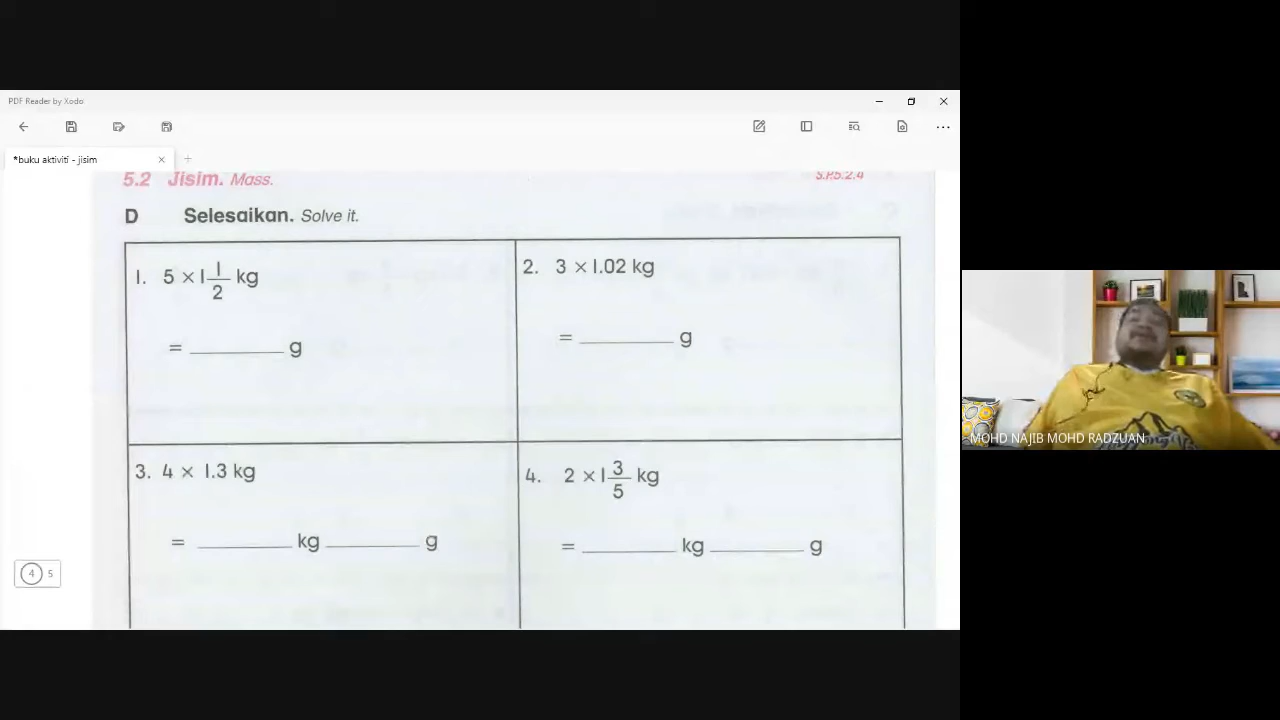 PDF Reader by Xodo
*buku aktiviti - jisim
5.2 Jisim. Mass.
S.P.5.2.4
D Selesaikan. Solve it.
1. 5 × 1 1/2 kg
= ________ g
2. 3 × 1.02 kg
= ________ g
3. 4 × 1.3 kg
= ________ kg ________ g
4. 2 × 1 3/5 kg
= ________ kg ________ g
4 5
MOHD NAJIB MOHD RADZUAN